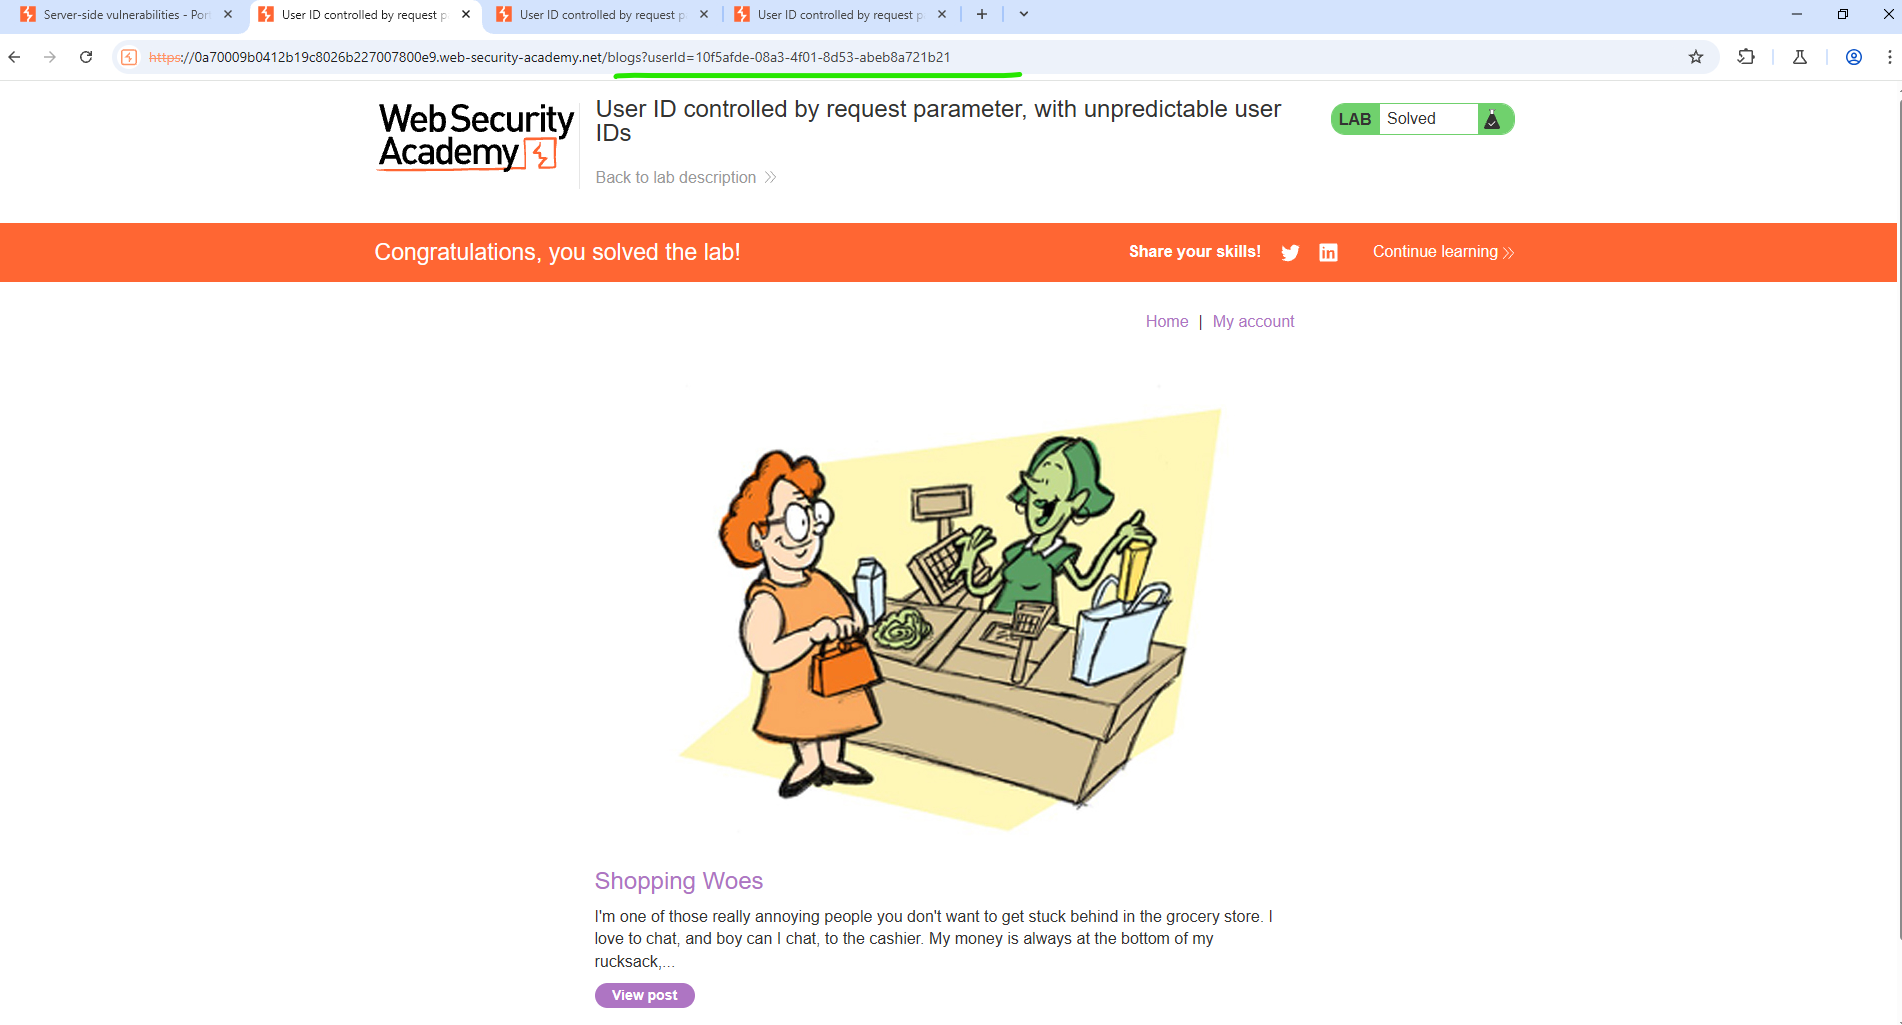 Server-side vulnerabilities - Por
User ID controlled by request p
User ID controlled by request p
User ID controlled by request p
https://0a70009b0412b19c8026b227007800e9.web-security-academy.net/blogs?userId=10f5afde-08a3-4f01-8d53-abeb8a721b21
Web Security
Academy
User ID controlled by request parameter, with unpredictable user
IDs
Back to lab description
LAB Solved
Congratulations, you solved the lab!
Share your skills!
Continue learning
Home | My account
Shopping Woes
I'm one of those really annoying people you don't want to get stuck behind in the grocery store. I
love to chat, and boy can I chat, to the cashier. My money is always at the bottom of my
rucksack,...
View post